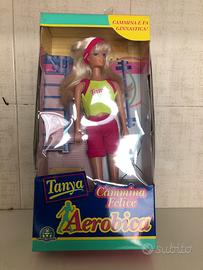 CAMMINA E FA
GINNASTICA!
Tanya
Cammina
Felice
Aerobica
subito